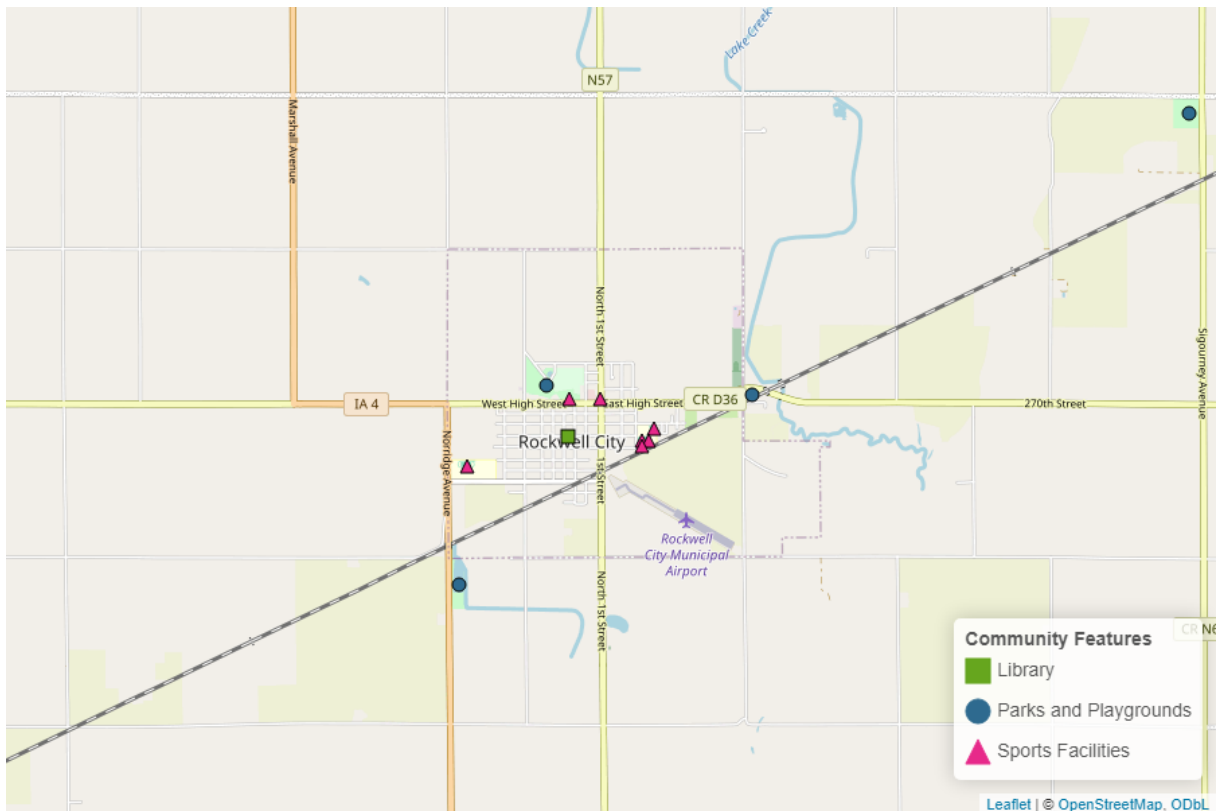 Lake Creek
N57
Marshall Avenue
North 1st Street
Sigourney Avenue
IA 4
West High Street
East High Street
CR D36
270th Street
Rockwell City
Norridge Avenue
1st Street
Rockwell
City Municipal
Airport
North 1st Street
CR N6
Community Features
Library
Parks and Playgrounds
Sports Facilities
Leaflet | © OpenStreetMap, ODbL